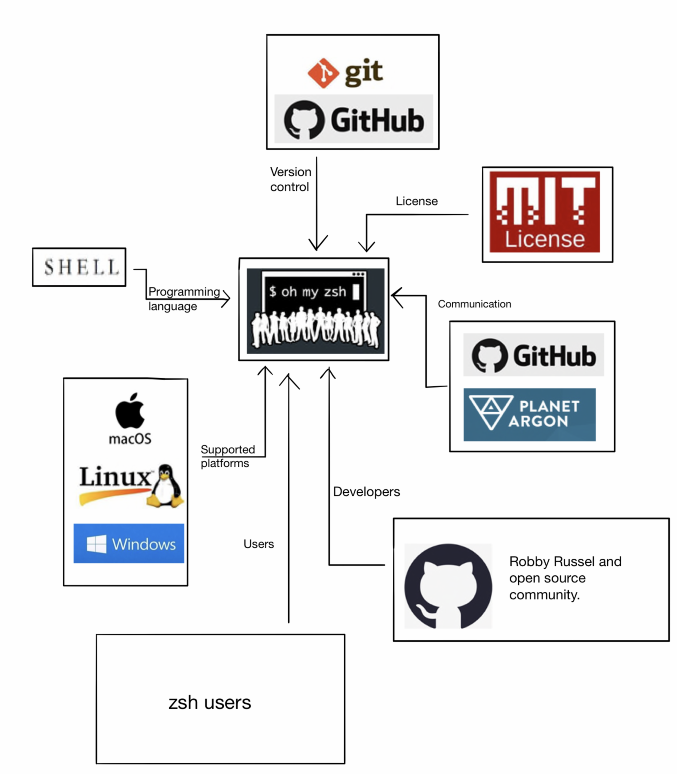 git
GitHub
Version
control
License
MIT
License
SHELL
Programming
language
$ oh my zsh
Communication
GitHub
PLANET
ARGON
macOS
Linux
Windows
Supported
platforms
Users
Developers
Robby Russel and
open source
community.
zsh users